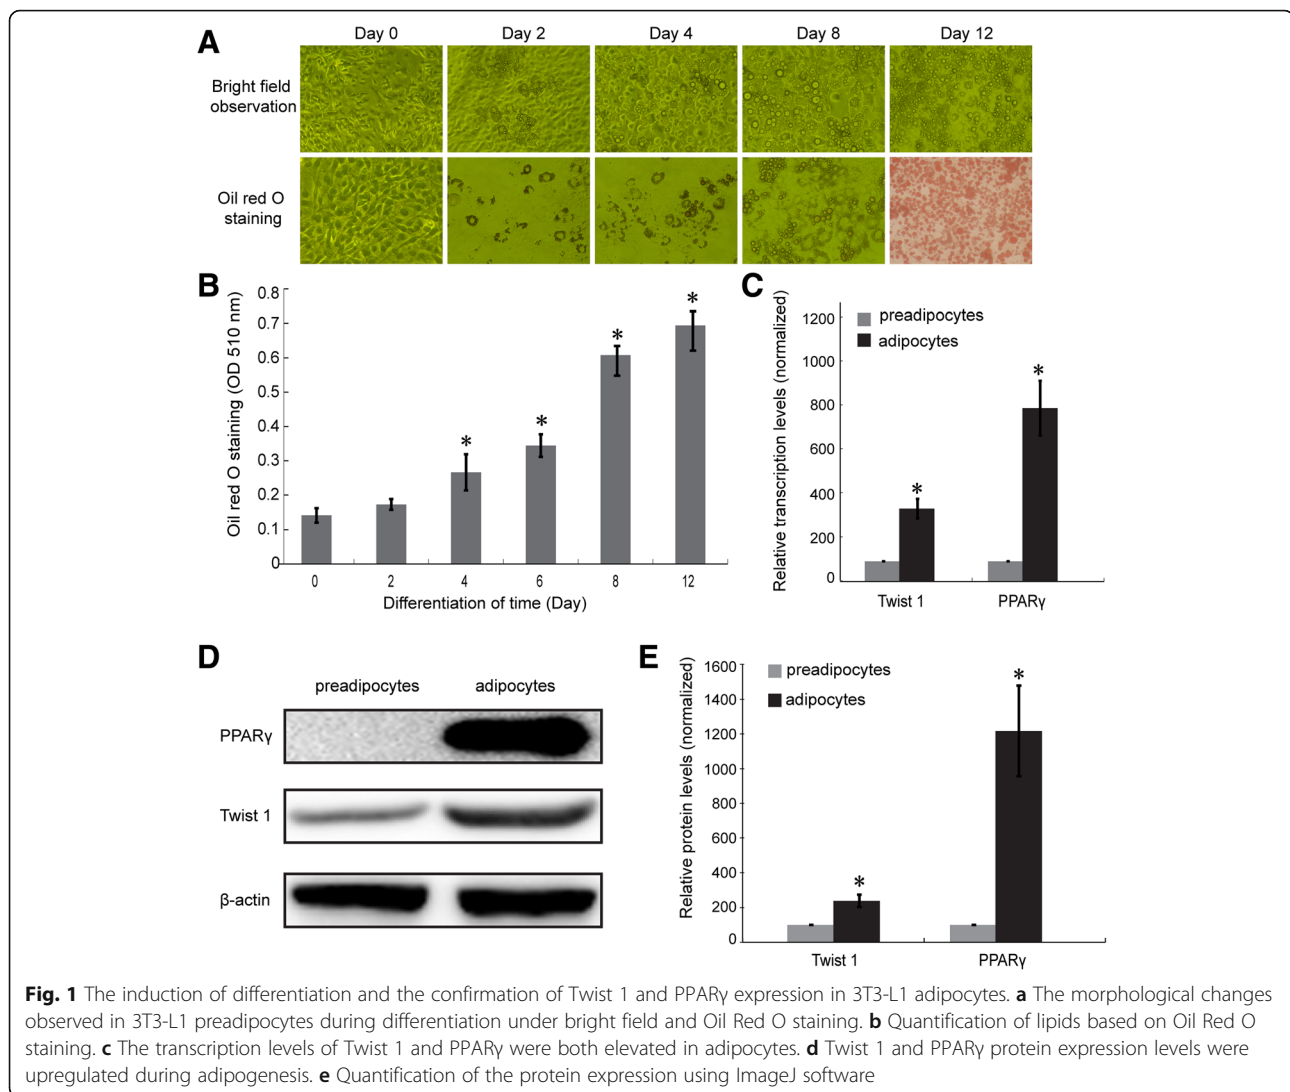 A
Day 0 Day 2 Day 4 Day 8 Day 12
Bright field
observation
Oil red O
staining
B
Oil red O staining (OD 510 nm)
0.8
0.7
0.6
0.5
0.4
0.3
0.2
0.1
0
* * * *
0 2 4 6 8 12
Differentiation of time (Day)
C
Relative transcription levels (normalized)
preadipocytes
adipocytes
1200
1000
800
600
400
200
0
* *
Twist 1 PPARγ
D
preadipocytes adipocytes
PPARγ
Twist 1
β-actin
E
Relative protein levels (normalized)
preadipocytes
adipocytes
1600
1400
1200
1000
800
600
400
200
0
* *
Twist 1 PPARγ
Fig. 1 The induction of differentiation and the confirmation of Twist 1 and PPARγ expression in 3T3-L1 adipocytes. a The morphological changes
observed in 3T3-L1 preadipocytes during differentiation under bright field and Oil Red O staining. b Quantification of lipids based on Oil Red O
staining. c The transcription levels of Twist 1 and PPARγ were both elevated in adipocytes. d Twist 1 and PPARγ protein expression levels were
upregulated during adipogenesis. e Quantification of the protein expression using ImageJ software